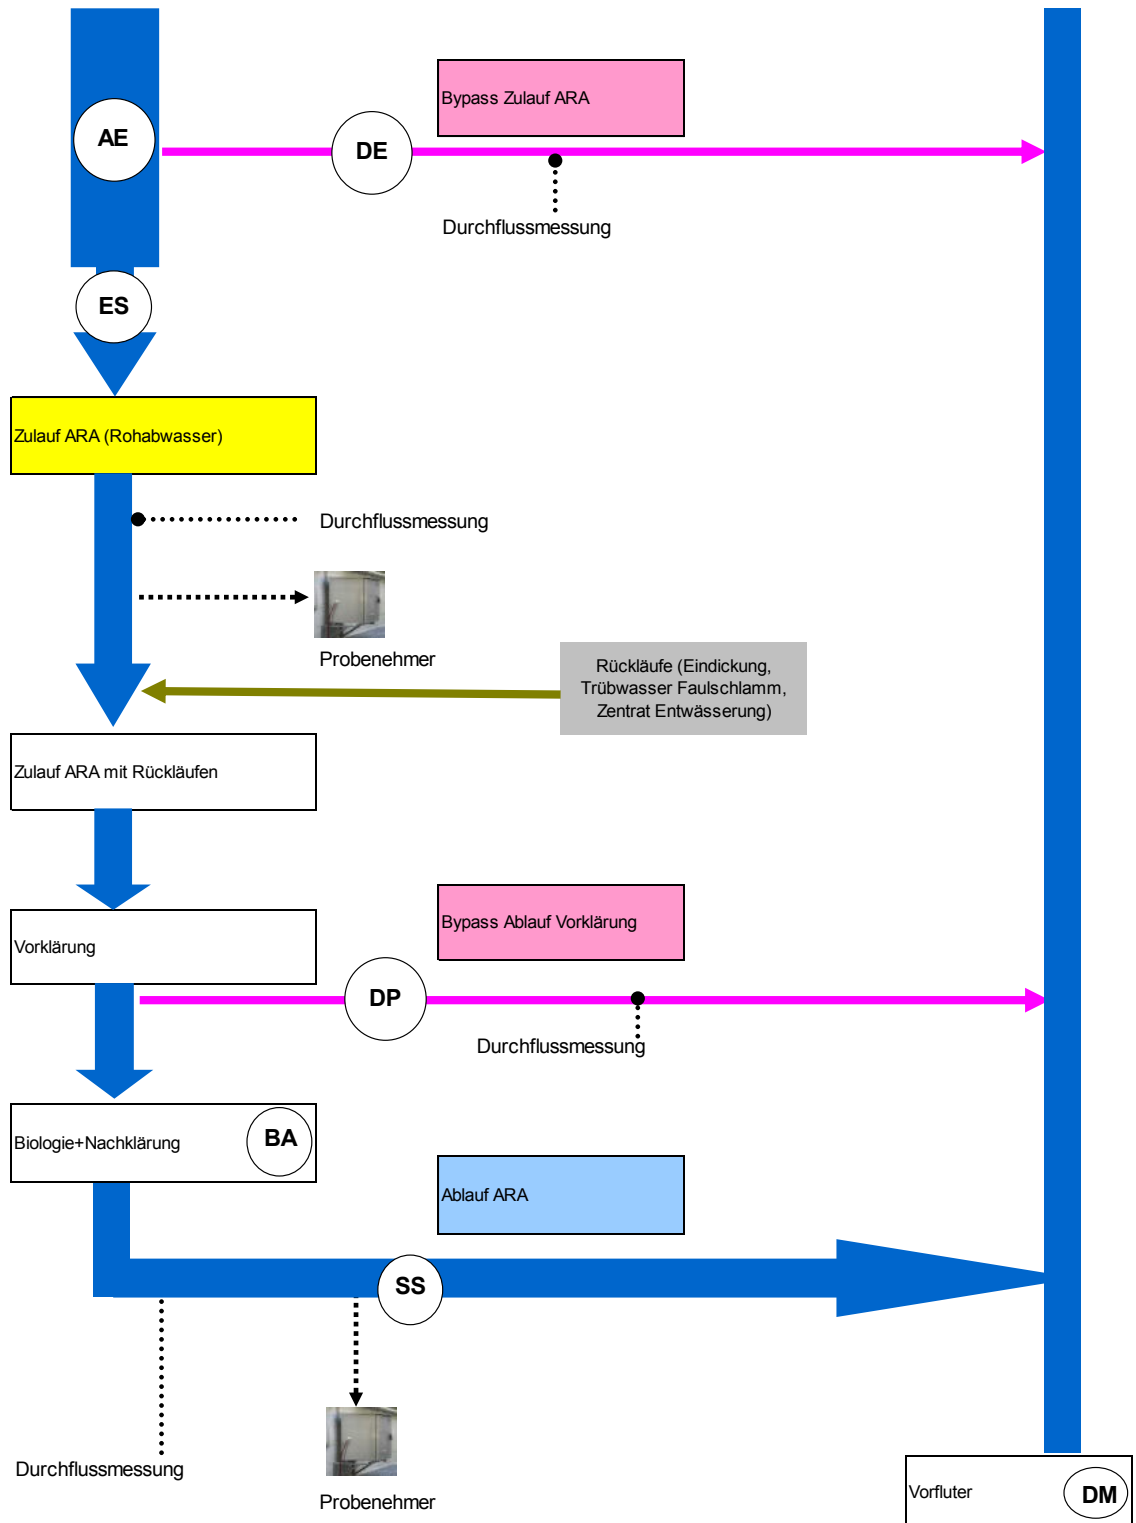 Bypass Zulauf ARA
AE
DE
Durchflussmessung
ES
Zulauf ARA (Rohabwasser)
Durchflussmessung
Probenehmer
Rückläufe (Eindickung,
Trübwasser Faulschlamm,
Zentrat Entwässerung)
Zulauf ARA mit Rückläufen
Bypass Ablauf Vorklärung
Vorklärung
DP
Durchflussmessung
Biologie+Nachklärung
BA
Ablauf ARA
SS
Durchflussmessung
Probenehmer
Vorfluter
DM